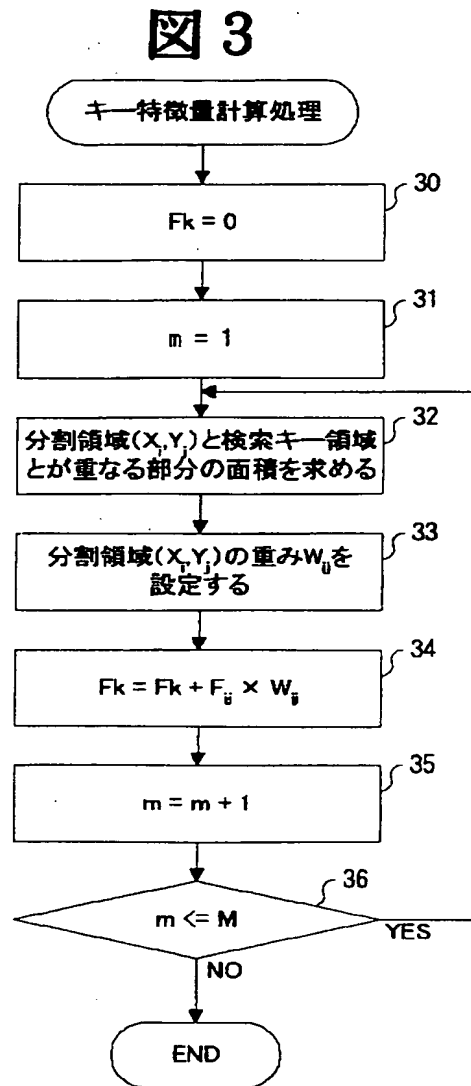 図 3
キー特徴量計算処理
30
Fk = 0
31
m = 1
32
分割領域(Xi,Yj)と検索キー領域
とが重なる部分の面積を求める
33
分割領域(Xi,Yj)の重みWijを
設定する
34
Fk = Fk + Fij × Wij
35
m = m + 1
36
m <= M
YES
NO
END